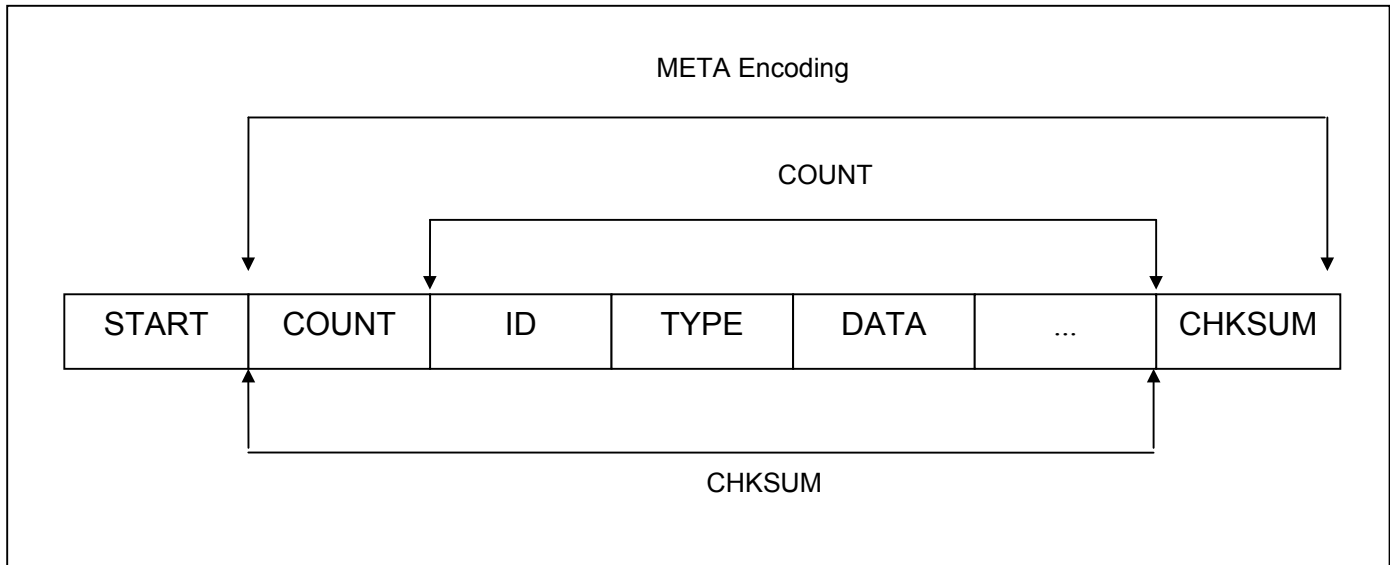 META Encoding
COUNT
START COUNT ID TYPE DATA ... CHKSUM
CHKSUM